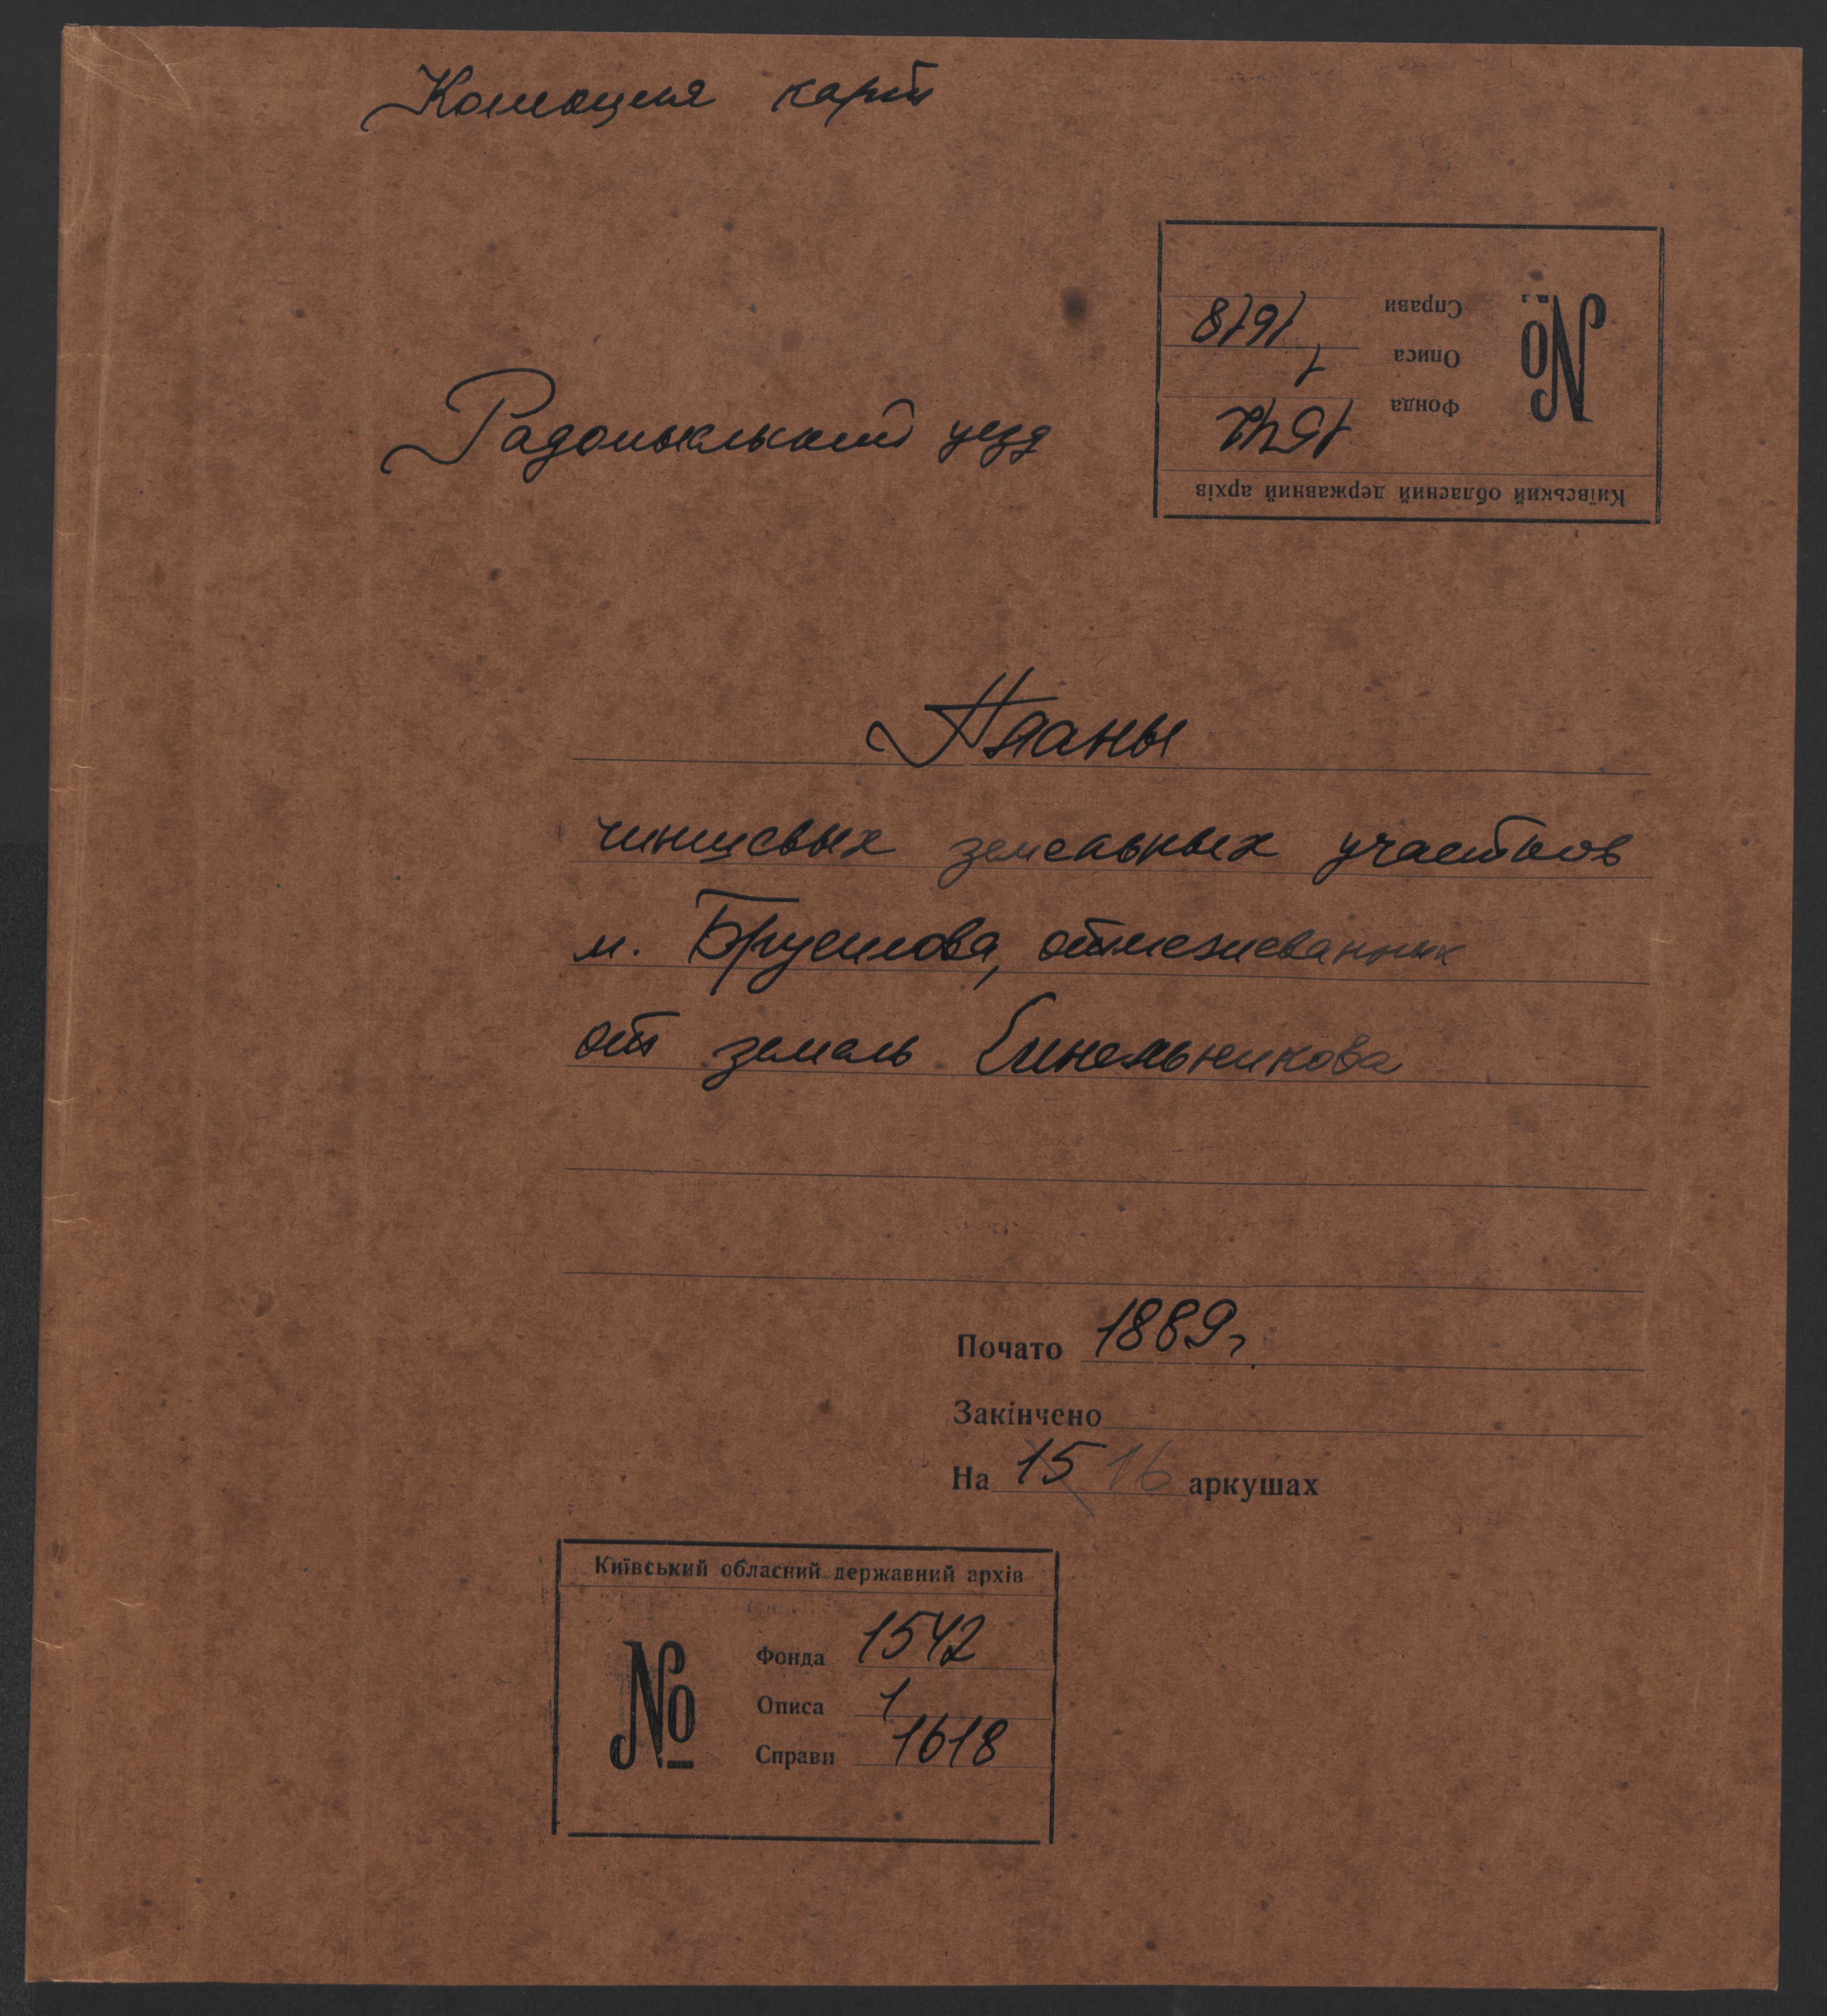 Колекция карт
Київський обласний державний архів
№
Фонда 1542
Описа 1
Справи 1618
Радомысльский уезд
Планы
чиншевых земельных участков
м. Брусилова, отмежеванных
от земель Синельникова
Почато 1889 г.
Закінчено
На 15 16 аркушах
Київський обласний державний архів
№
Фонда 1542
Описа 1
Справи 1618